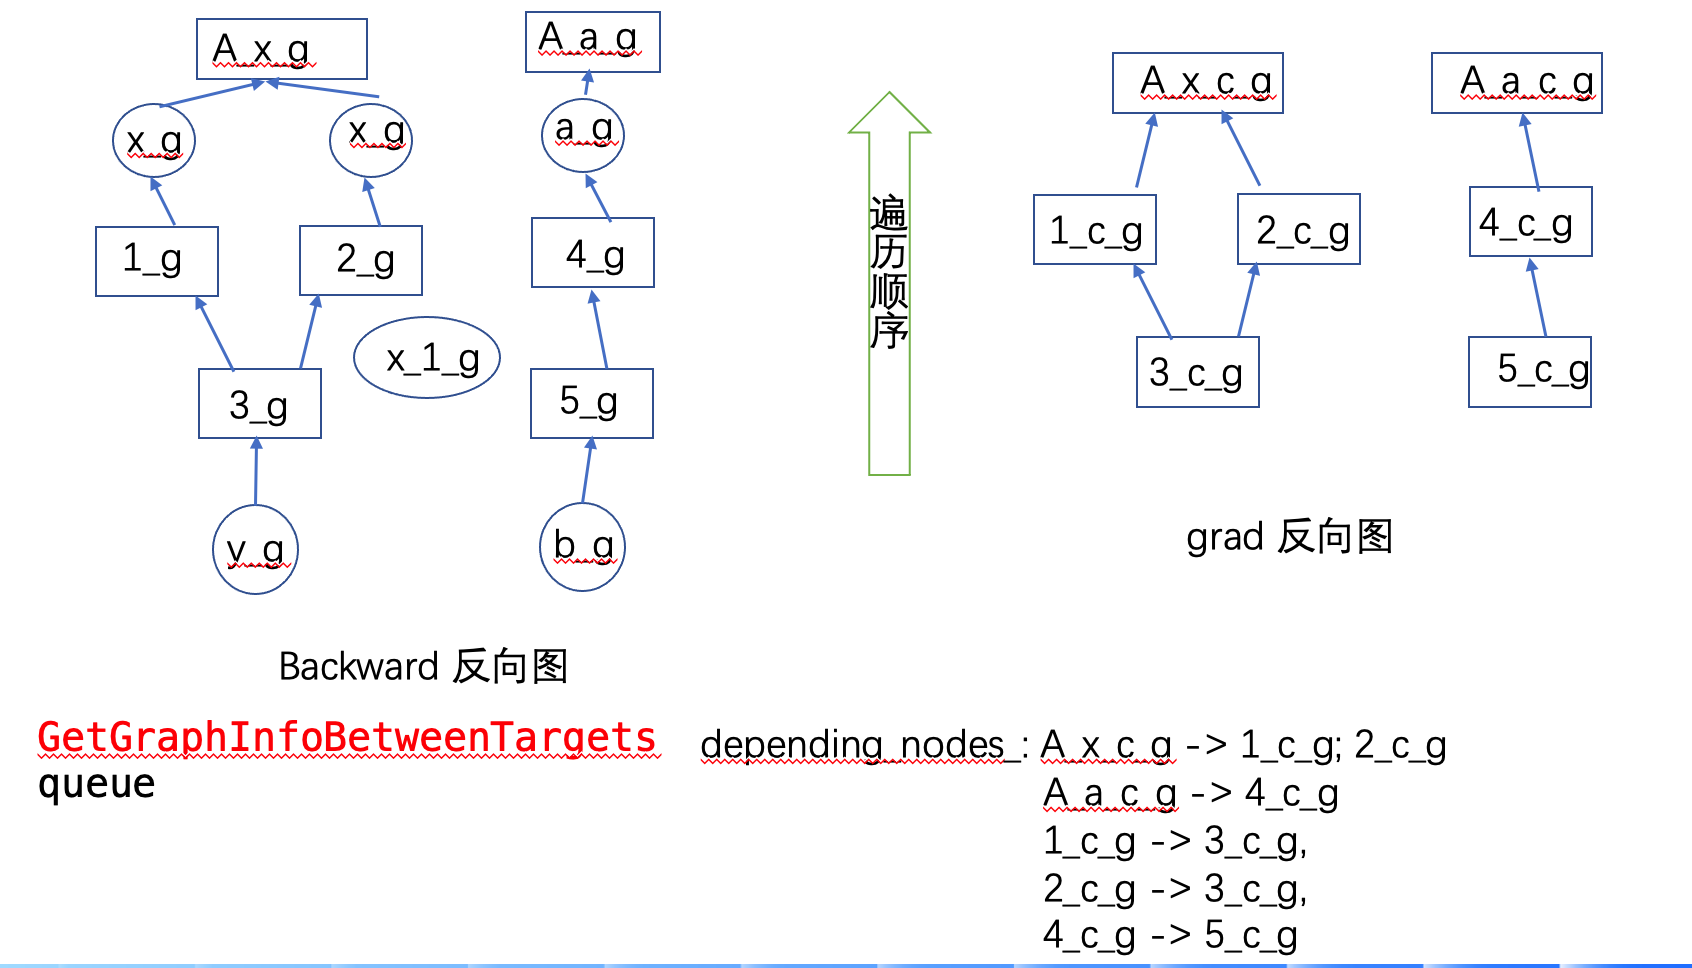 A_x_g
A_a_g
x_g
x_g
a_g
1_g
2_g
4_g
x_1_g
3_g
5_g
y_g
b_g
Backward 反向图
遍历顺序
A_x_c_g
A_a_c_g
1_c_g
2_c_g
4_c_g
3_c_g
5_c_g
grad 反向图
GetGraphInfoBetweenTargets
queue
depending_nodes_: A_x_c_g -> 1_c_g; 2_c_g
A_a_c_g -> 4_c_g
1_c_g -> 3_c_g,
2_c_g -> 3_c_g,
4_c_g -> 5_c_g